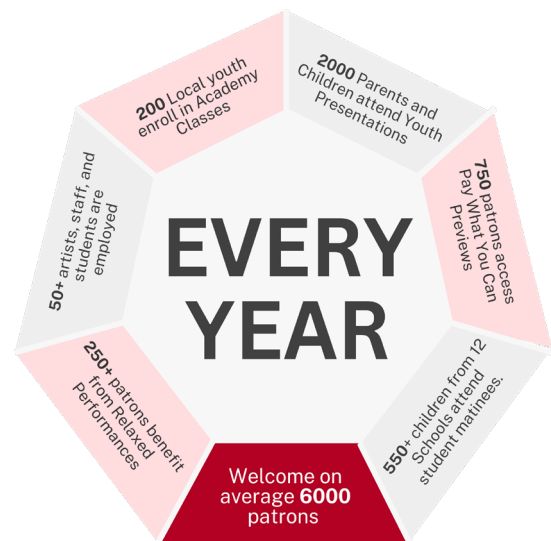 EVERY
YEAR
200 Local youth
enroll in Academy
Classes
2000 Parents and
Children attend Youth
Presentations
750 patrons access
Pay What You Can
Previews
550+ children from 12
Schools attend
student matinees.
Welcome on
average 6000
patrons
250+ patrons benefit
from Relaxed
Performances
50+ artists, staff, and
students are
employed